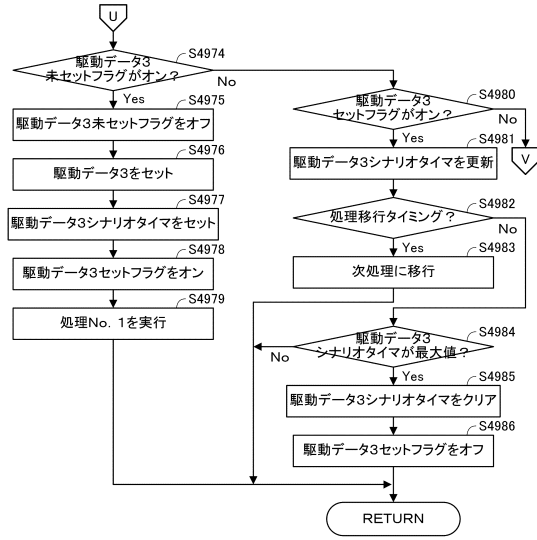 U
S4974
駆動データ3
未セットフラグがオン？
No
Yes
S4975
駆動データ3未セットフラグをオフ
S4976
駆動データ3をセット
S4977
駆動データ3シナリオタイマをセット
S4978
駆動データ3セットフラグをオン
S4979
処理No．1を実行
S4980
駆動データ3
セットフラグがオン？
No
V
Yes
S4981
駆動データ3シナリオタイマを更新
S4982
処理移行タイミング？
No
Yes
S4983
次処理に移行
S4984
駆動データ3
シナリオタイマが最大値？
No
Yes
S4985
駆動データ3シナリオタイマをクリア
S4986
駆動データ3セットフラグをオフ
RETURN